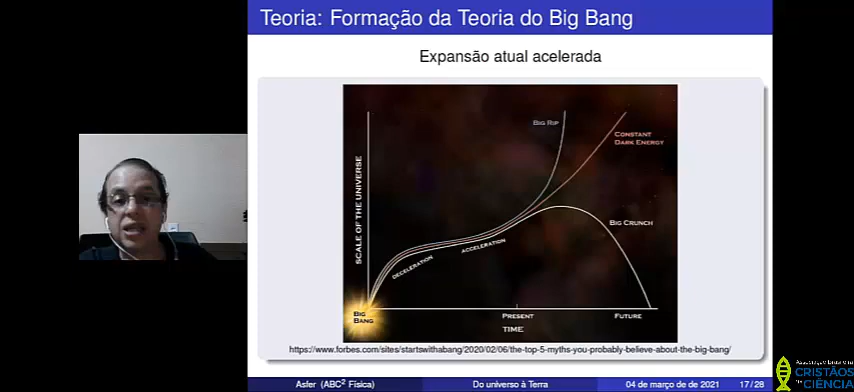 Teoria: Formação da Teoria do Big Bang
Expansão atual acelerada
BIG RIP
CONSTANT
DARK ENERGY
SCALE OF THE UNIVERSE
BIG CRUNCH
DECELERATION
ACCELERATION
BIG
BANG
PRESENT
FUTURE
TIME
https://www.forbes.com/sites/startswithabang/2020/02/06/the-top-5-myths-you-probably-believe-about-the-big-bang/
Asfer (ABC² Física)
Do universo à Terra
04 de março de de 2021
17 / 28
Associação Brasileira
CRISTÃOS
NA CIÊNCIA